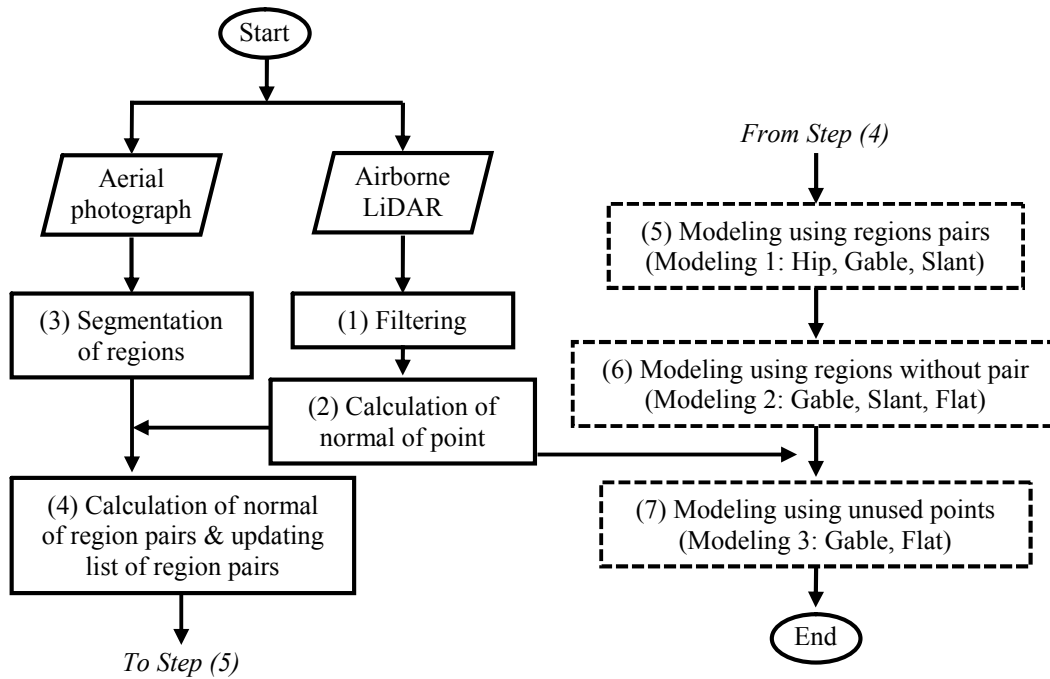 Start
Aerial
photograph
Airborne
LiDAR
(3) Segmentation
of regions
(1) Filtering
(2) Calculation of
normal of point
(4) Calculation of normal
of region pairs & updating
list of region pairs
To Step (5)
From Step (4)
(5) Modeling using regions pairs
(Modeling 1: Hip, Gable, Slant)
(6) Modeling using regions without pair
(Modeling 2: Gable, Slant, Flat)
(7) Modeling using unused points
(Modeling 3: Gable, Flat)
End